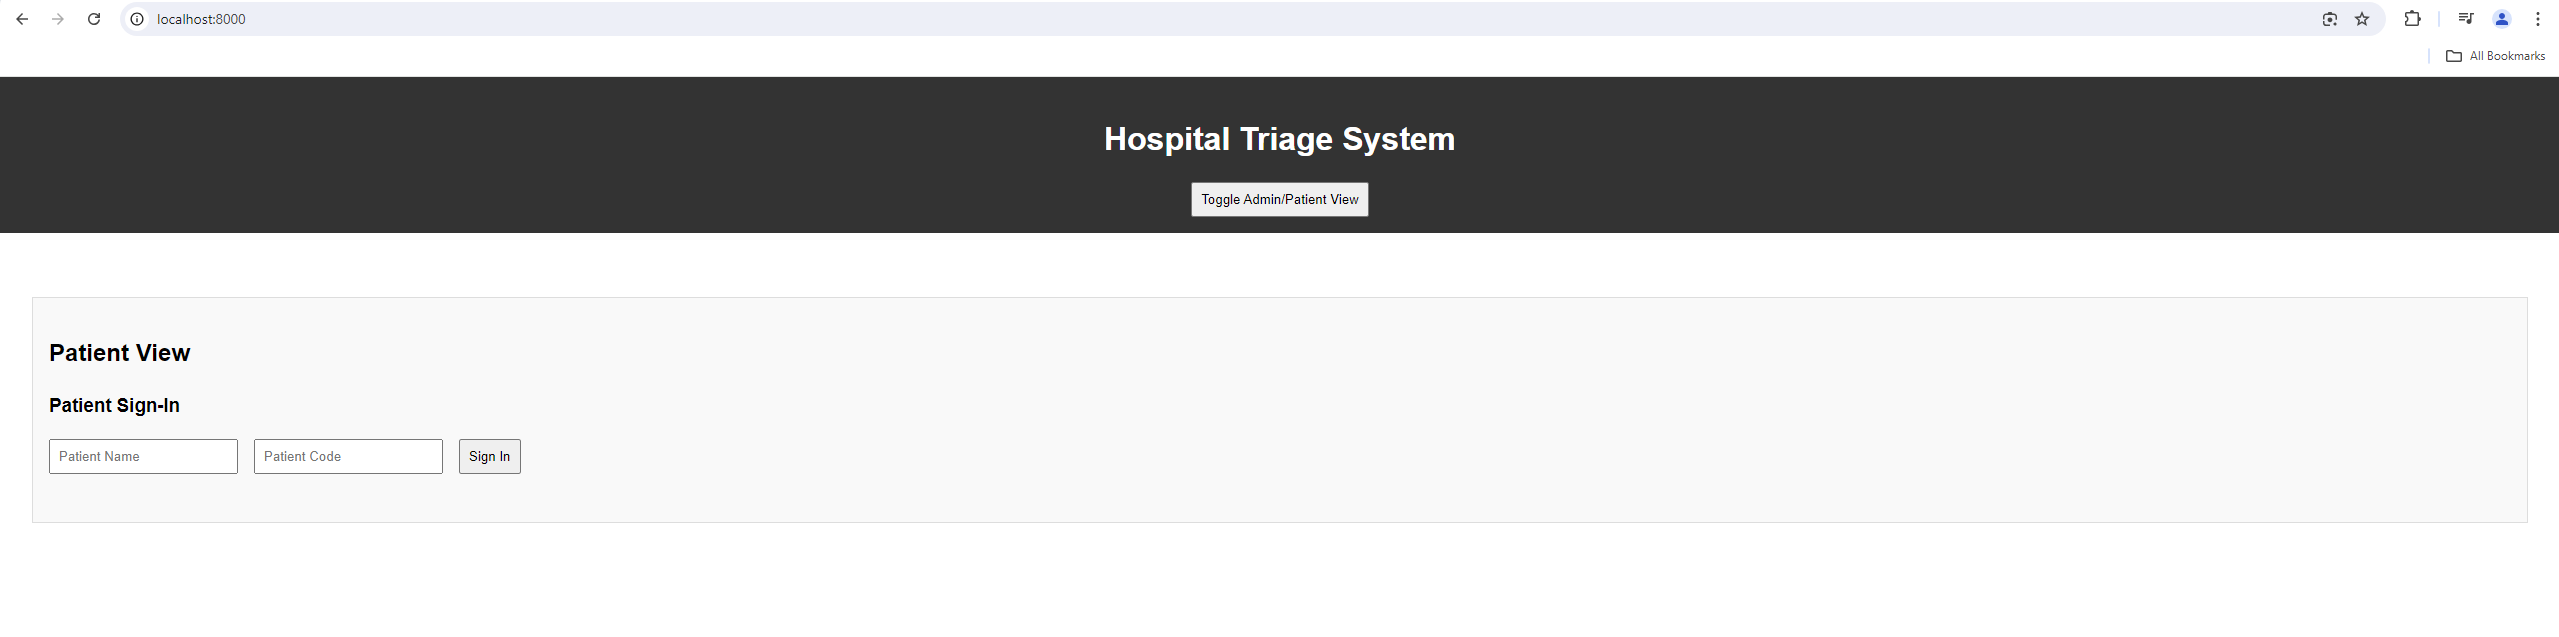 localhost:8000
All Bookmarks
Hospital Triage System
Toggle Admin/Patient View
Patient View
Patient Sign-In
Patient Name Patient Code Sign In